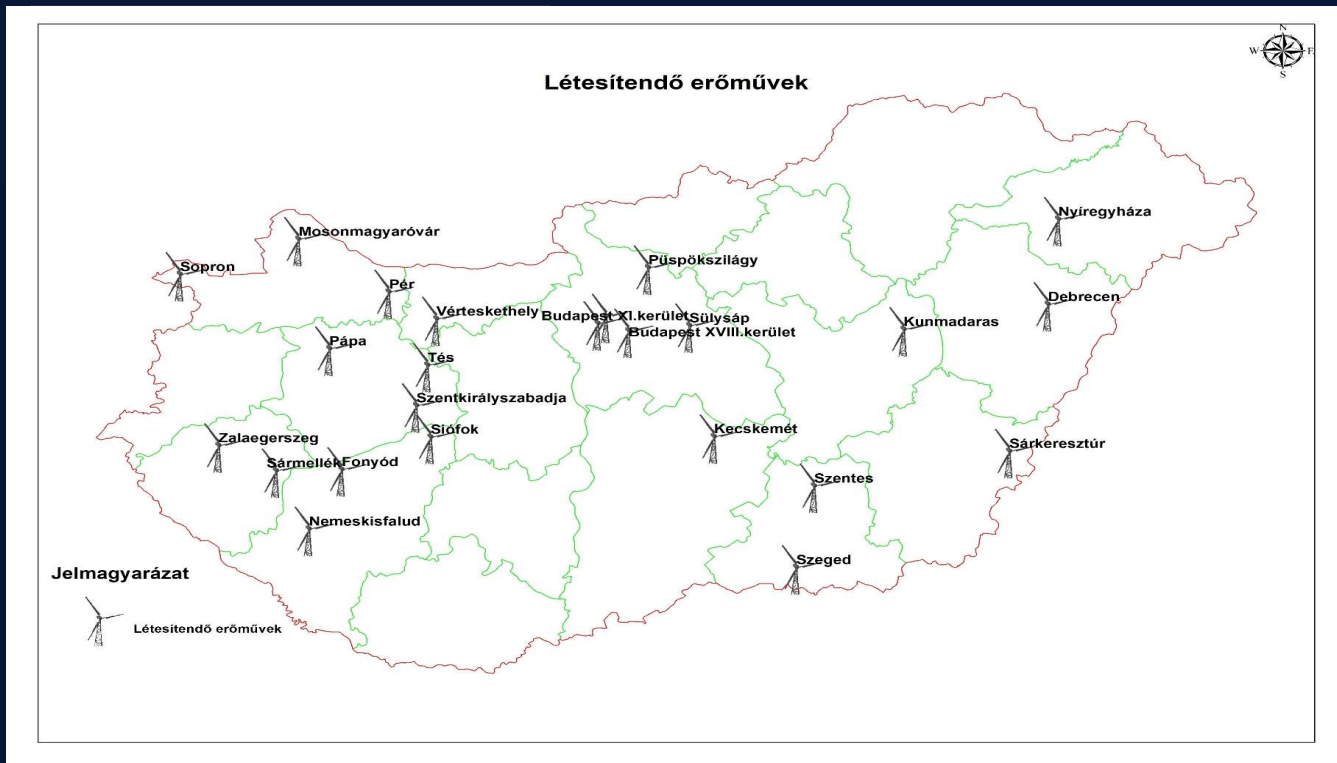 N
W E
S
Létesítendő erőművek
Nyíregyháza
Mosonmagyaróvár
Püspökszilágy
Sopron
Pér
Debrecen
Vérteskethely
Budapest XI.kerület
Sülysáp
Kunmadaras
Budapest XVIII.kerület
Pápa
Tés
Szentkirályszabadja
Siófok
Kecskemét
Zalaegerszeg
Sárkeresztúr
Sármellék
Fonyód
Szentes
Nemeskisfalud
Szeged
Jelmagyarázat
Létesítendő erőművek